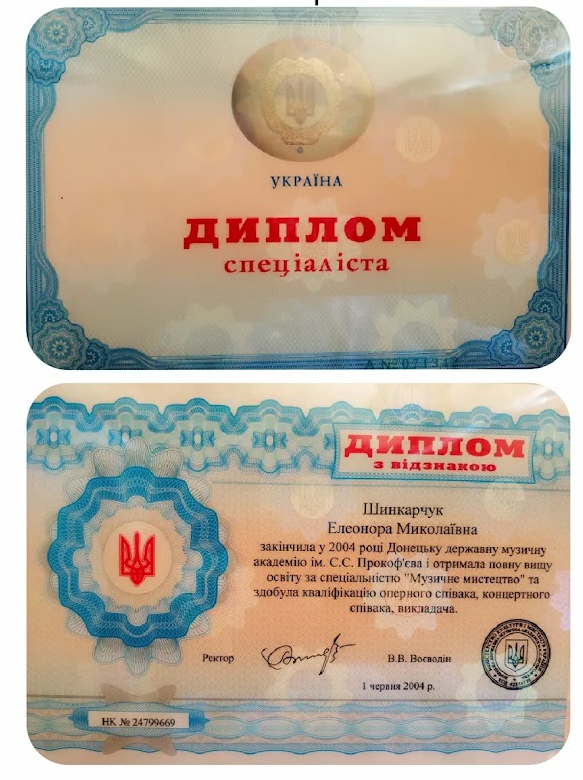 УКРАЇНА
ДИПЛОМ
спеціаліста
ДИПЛОМ
з відзнакою
Шинкарчук
Елеонора Миколаївна
закінчила у 2004 році Донецьку державну музичну
академію ім. С.С. Прокоф'єва і отримала повну вищу
освіту за спеціальністю "Музичне мистецтво" та
здобула кваліфікацію оперного співака, концертного
співака, викладача.
Ректор В.В. Воєводін
1 червня 2004 р.
НК № 24799669